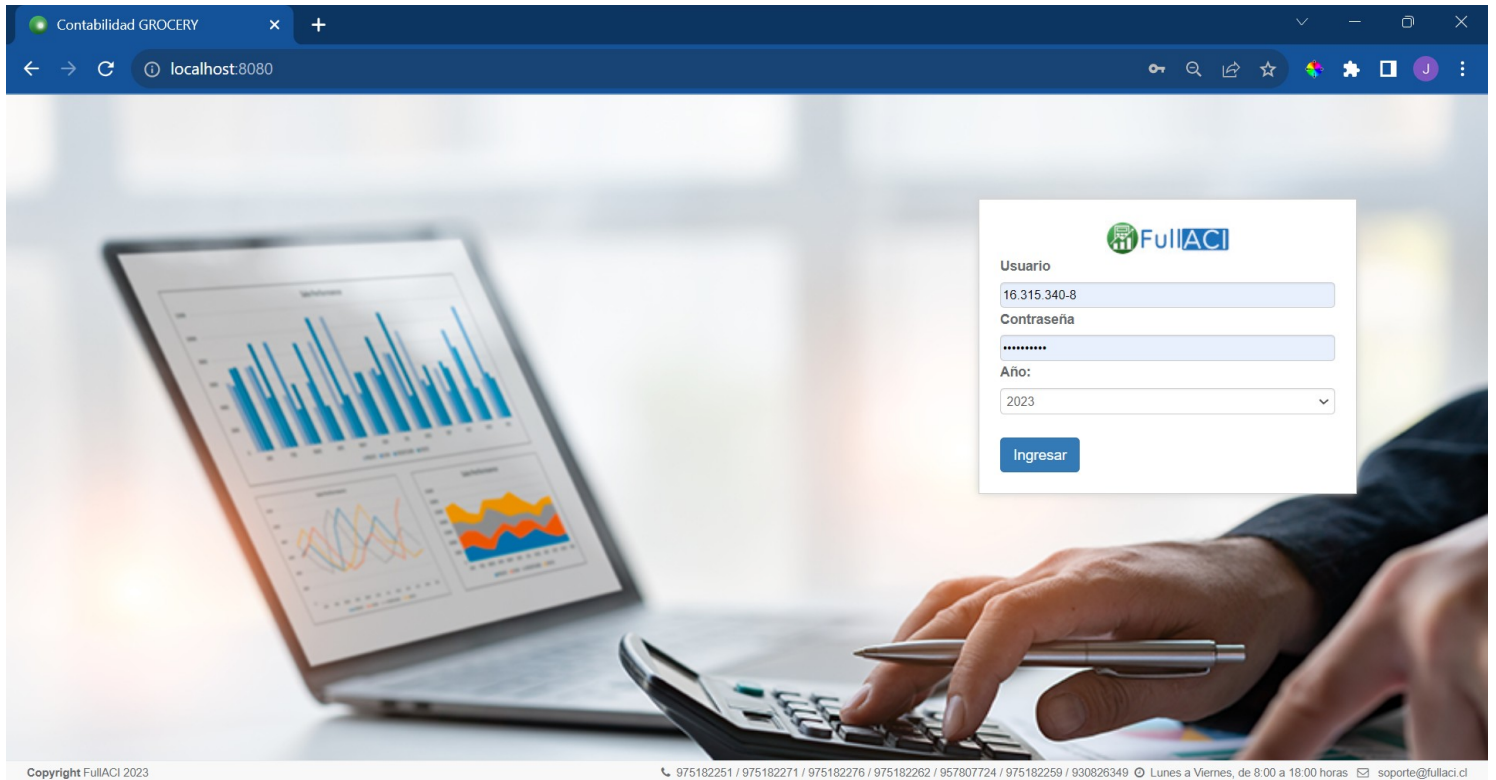 Contabilidad GROCERY
localhost:8080
J
FullACI
Usuario
16.315.340-8
Contraseña
••••••••••
Año:
2023
Ingresar
Copyright FullACI 2023
975182251 / 975182271 / 975182276 / 975182262 / 957807724 / 975182259 / 930826349 Lunes a Viernes, de 8:00 a 18:00 horas soporte@fullaci.cl